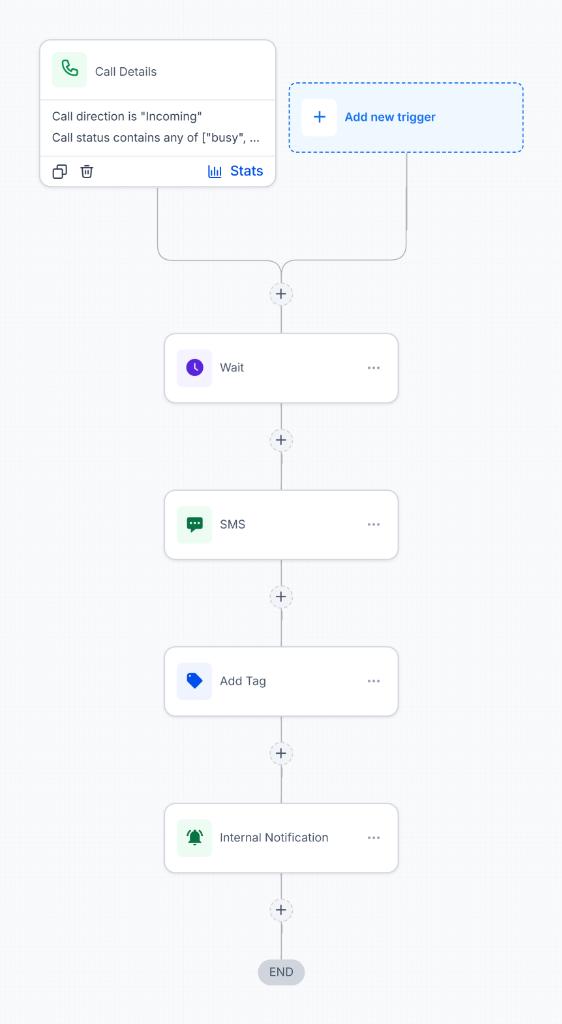 Call Details
Call direction is "Incoming"
Call status contains any of ["busy", ...
Stats
Add new trigger
Wait
SMS
Add Tag
Internal Notification
END